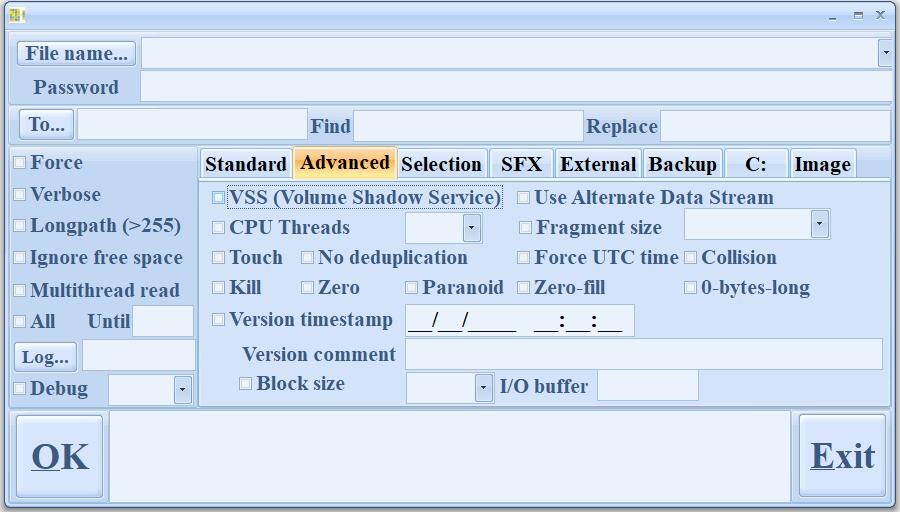 File name...
Password
To... Find Replace
Force
Verbose
Longpath (>255)
Ignore free space
Multithread read
All Until
Log...
Debug
Standard Advanced Selection SFX External Backup C: Image
VSS (Volume Shadow Service) Use Alternate Data Stream
CPU Threads Fragment size
Touch No deduplication Force UTC time Collision
Kill Zero Paranoid Zero-fill 0-bytes-long
Version timestamp __/__/____ __:__:__
Version comment
Block size I/O buffer
OK Exit